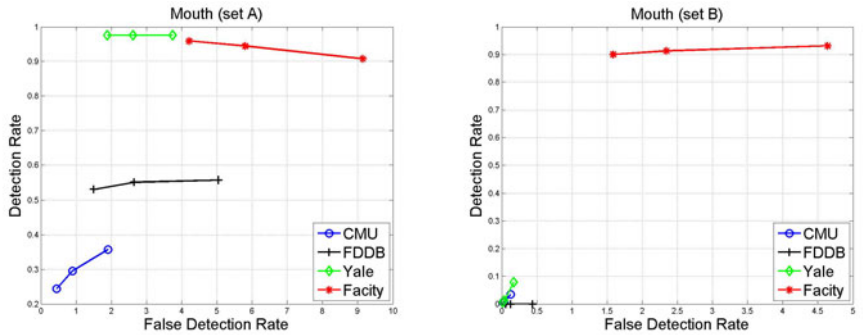 Mouth (set A)
Detection Rate
1
0.9
0.8
0.7
0.6
0.5
0.4
0.3
0.2
0 1 2 3 4 5 6 7 8 9 10
False Detection Rate
CMU
FDDB
Yale
Facity
Mouth (set B)
Detection Rate
1
0.9
0.8
0.7
0.6
0.5
0.4
0.3
0.2
0.1
0
0 0.5 1 1.5 2 2.5 3 3.5 4 4.5 5
False Detection Rate
CMU
FDDB
Yale
Facity